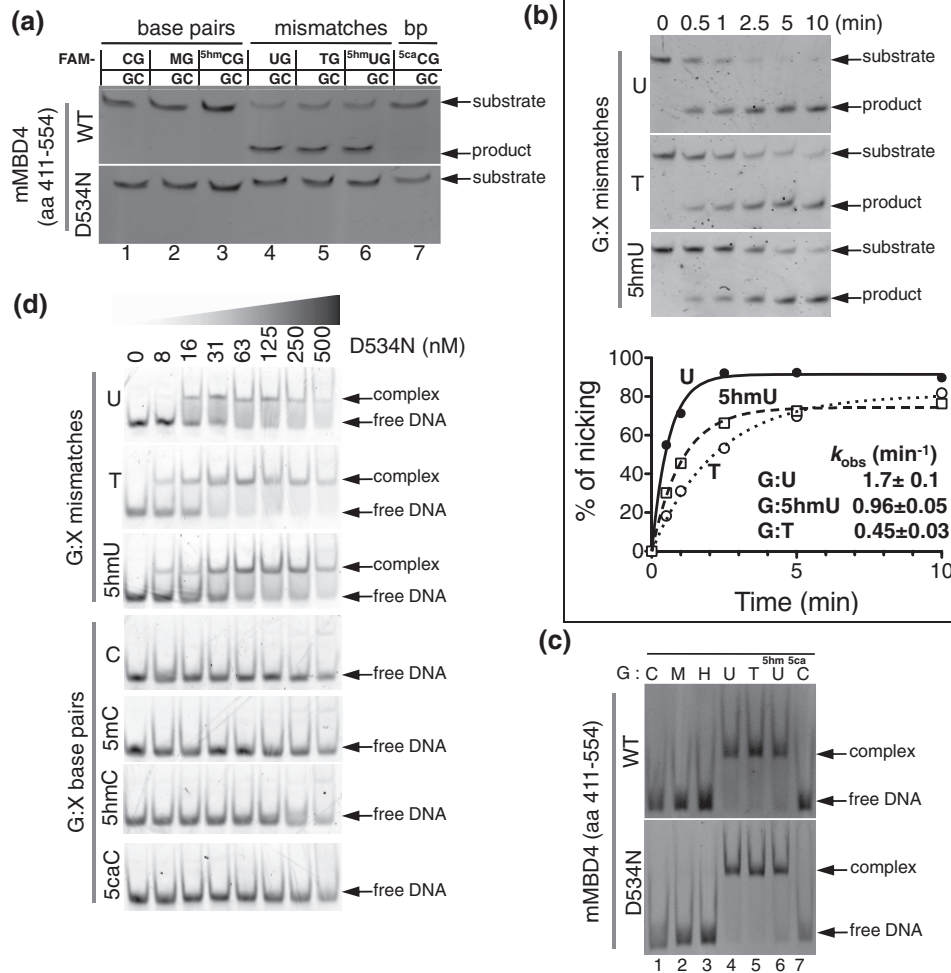 (a)
base pairs mismatches bp
FAM- CG MG 5hmCG UG TG 5hmUG 5caCG
GC GC GC GC GC GC GC
mMBD4
(aa 411-554)
WT
substrate
product
D534N
substrate
1 2 3 4 5 6 7
(b)
0 0.5 1 2.5 5 10 (min)
G:X mismatches
U
substrate
product
T
substrate
product
5hmU
substrate
product
% of nicking
100
80
60
40
20
0
U
5hmU
T
kobs (min-1)
G:U 1.7± 0.1
G:5hmU 0.96±0.05
G:T 0.45±0.03
0 5 10
Time (min)
(c)
G : C M H U T 5hmU 5caC
mMBD4 (aa 411-554)
WT
complex
free DNA
D534N
complex
free DNA
1 2 3 4 5 6 7
(d)
0 8 16 31 63 125 250 500 D534N (nM)
G:X mismatches
U
complex
free DNA
T
complex
free DNA
5hmU
complex
free DNA
G:X base pairs
C
free DNA
5mC
free DNA
5hmC
free DNA
5caC
free DNA